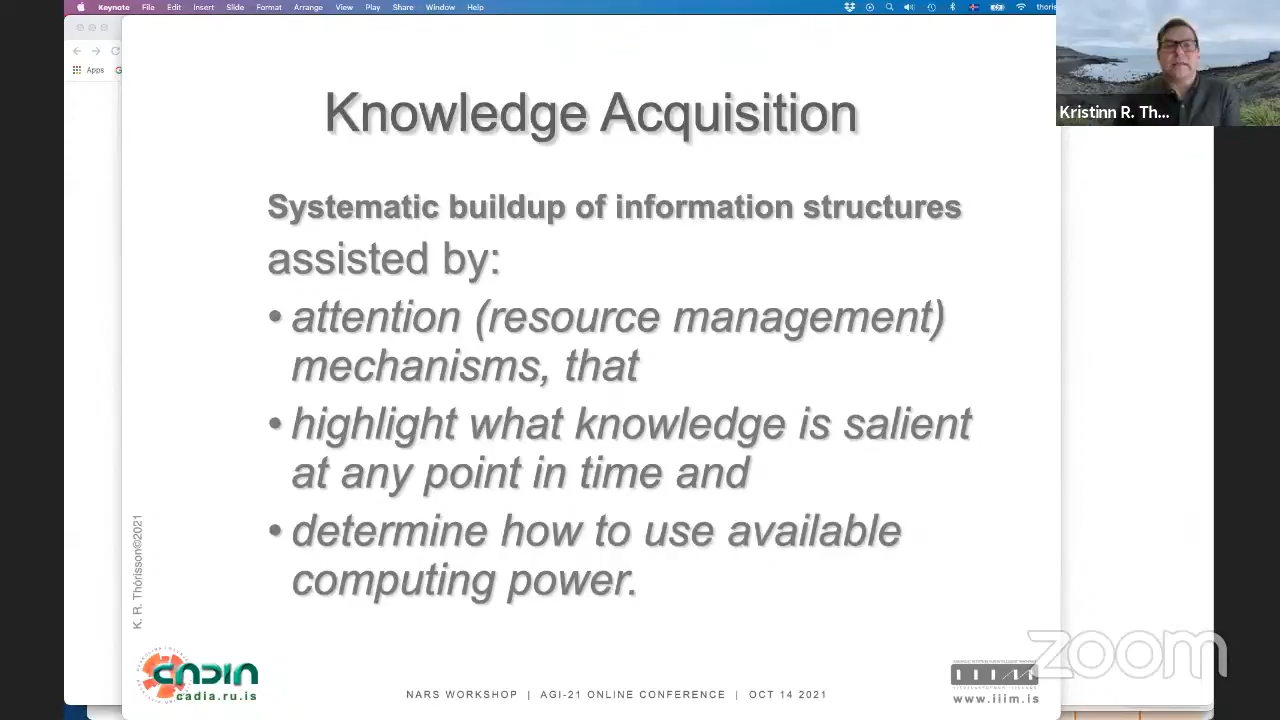 Keynote File Edit Insert Slide Format Arrange View Play Share Window Help
Apps
Kristinn R. Th...
Knowledge Acquisition
Systematic buildup of information structures
assisted by:
• attention (resource management)
mechanisms, that
• highlight what knowledge is salient
at any point in time and
• determine how to use available
computing power.
K. R. Thórisson©2021
CADIA
cadia.ru.is
NARS WORKSHOP | AGI-21 ONLINE CONFERENCE | OCT 14 2021
www.iiim.is
zoom